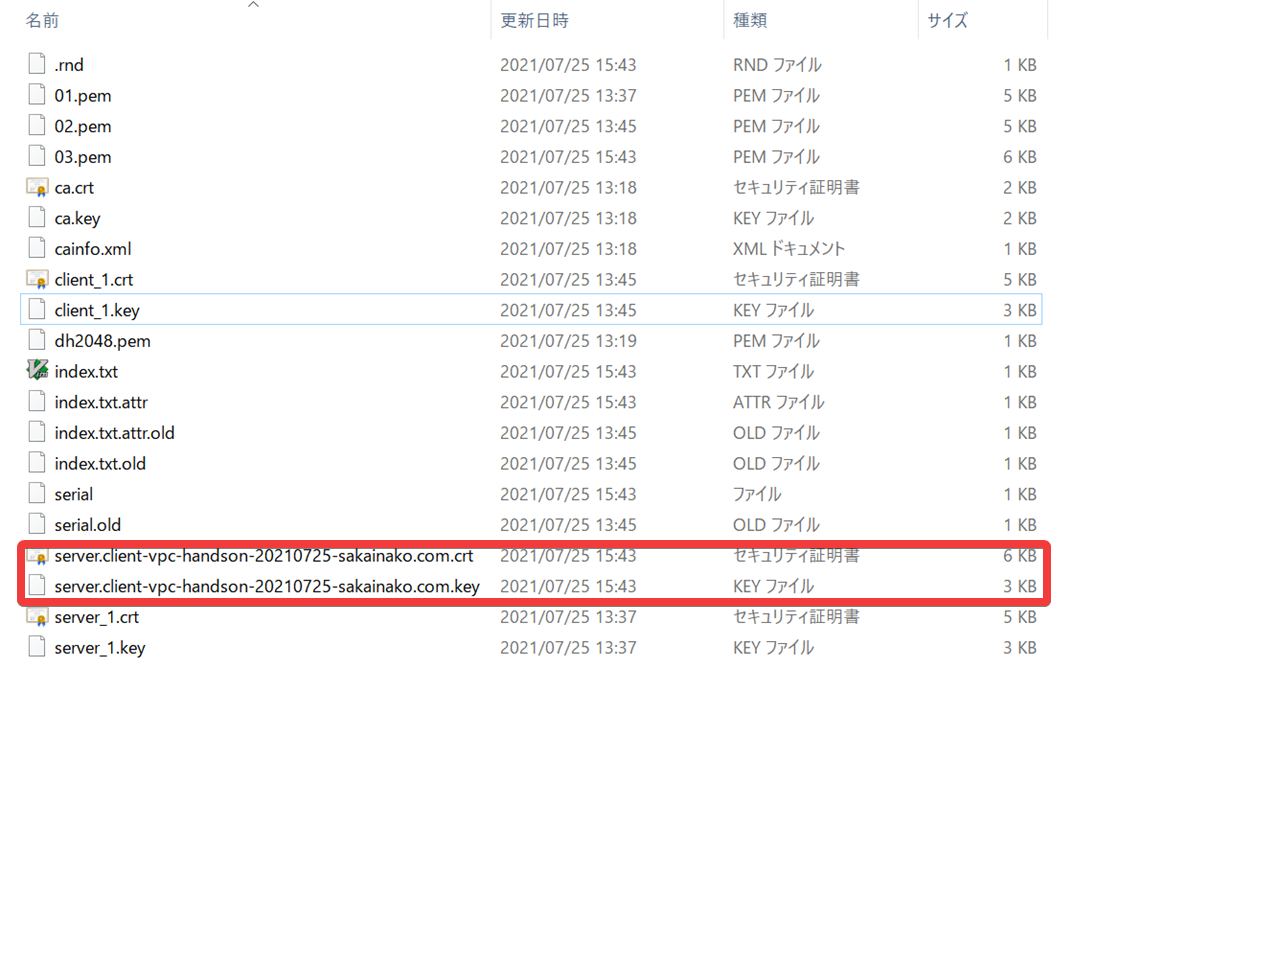 名前 更新日時 種類 サイズ
.rnd 2021/07/25 15:43 RND ファイル 1 KB
01.pem 2021/07/25 13:37 PEM ファイル 5 KB
02.pem 2021/07/25 13:45 PEM ファイル 5 KB
03.pem 2021/07/25 15:43 PEM ファイル 6 KB
ca.crt 2021/07/25 13:18 セキュリティ証明書 2 KB
ca.key 2021/07/25 13:18 KEY ファイル 2 KB
cainfo.xml 2021/07/25 13:18 XML ドキュメント 1 KB
client_1.crt 2021/07/25 13:45 セキュリティ証明書 5 KB
client_1.key 2021/07/25 13:45 KEY ファイル 3 KB
dh2048.pem 2021/07/25 13:19 PEM ファイル 1 KB
index.txt 2021/07/25 15:43 TXT ファイル 1 KB
index.txt.attr 2021/07/25 15:43 ATTR ファイル 1 KB
index.txt.attr.old 2021/07/25 13:45 OLD ファイル 1 KB
index.txt.old 2021/07/25 13:45 OLD ファイル 1 KB
serial 2021/07/25 15:43 ファイル 1 KB
serial.old 2021/07/25 13:45 OLD ファイル 1 KB
server.client-vpc-handson-20210725-sakainako.com.crt 2021/07/25 15:43 セキュリティ証明書 6 KB
server.client-vpc-handson-20210725-sakainako.com.key 2021/07/25 15:43 KEY ファイル 3 KB
server_1.crt 2021/07/25 13:37 セキュリティ証明書 5 KB
server_1.key 2021/07/25 13:37 KEY ファイル 3 KB